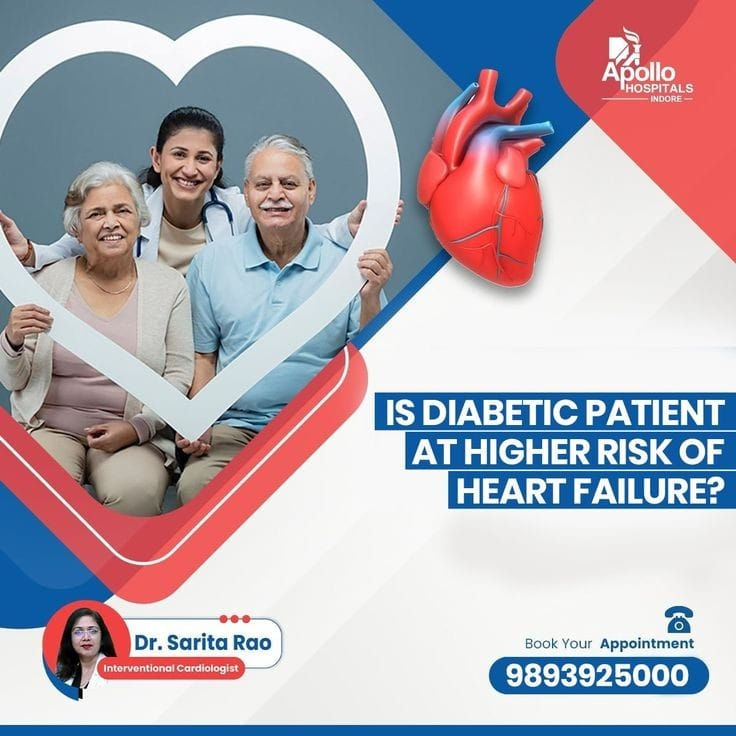 Apollo
HOSPITALS
INDORE
IS DIABETIC PATIENT
AT HIGHER RISK OF
HEART FAILURE?
Dr. Sarita Rao
Interventional Cardiologist
Book Your Appointment
9893925000